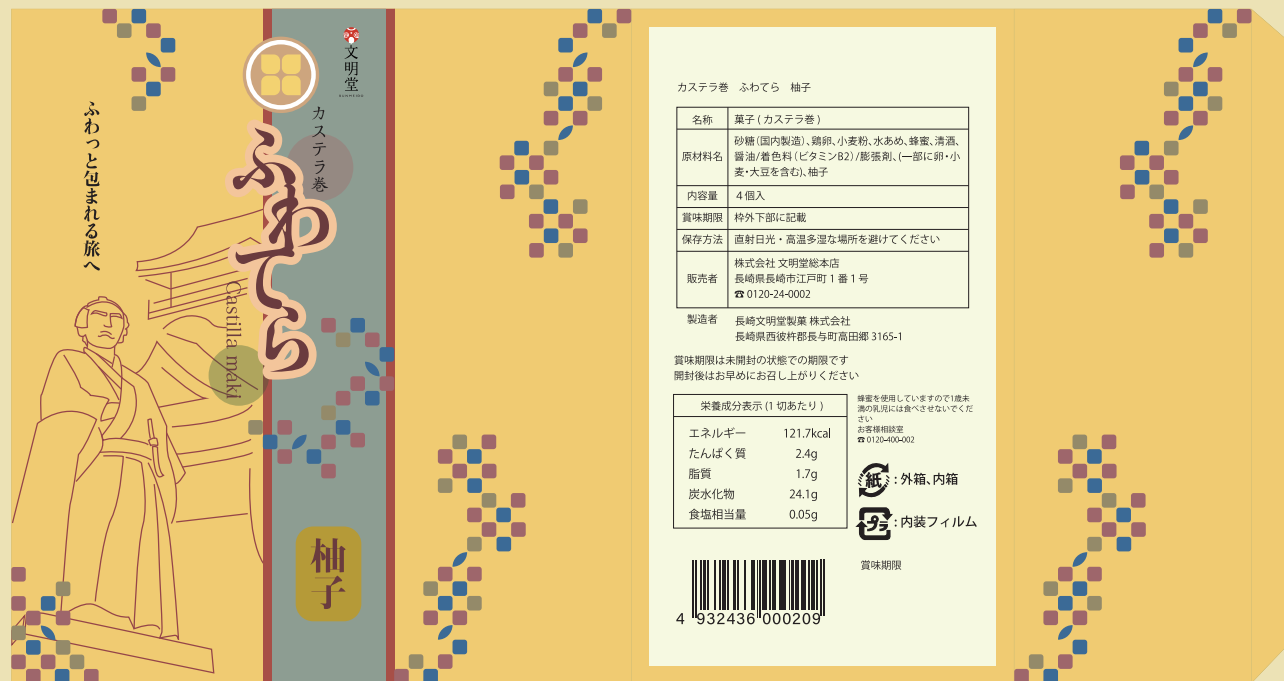 ふわっと包まれる旅へ
文明堂
BUNMEIDO
カステラ巻
ふわてら
Castilla maki
柚子
カステラ巻　ふわてら　柚子
名称 菓子(カステラ巻)
原材料名 砂糖(国内製造)、鶏卵、小麦粉、水あめ、蜂蜜、清酒、
醤油/着色料(ビタミンB2)/膨張剤、(一部に卵・小
麦・大豆を含む)、柚子
内容量 4個入
賞味期限 枠外下部に記載
保存方法 直射日光・高温多湿な場所を避けてください
販売者 株式会社 文明堂総本店
長崎県長崎市江戸町1番1号
☎ 0120-24-0002
製造者 長崎文明堂製菓 株式会社
長崎県西彼杵郡長与町高田郷 3165-1
賞味期限は未開封の状態での期限です
開封後はお早めにお召し上がりください
栄養成分表示(1切あたり)
エネルギー 121.7kcal
たんぱく質 2.4g
脂質 1.7g
炭水化物 24.1g
食塩相当量 0.05g
蜂蜜を使用していますので1歳未
満の乳児には食べさせないでくだ
さい
お客様相談室
☎ 0120-400-002
紙 : 外箱、内箱
プラ : 内装フィルム
賞味期限
4 932436 000209